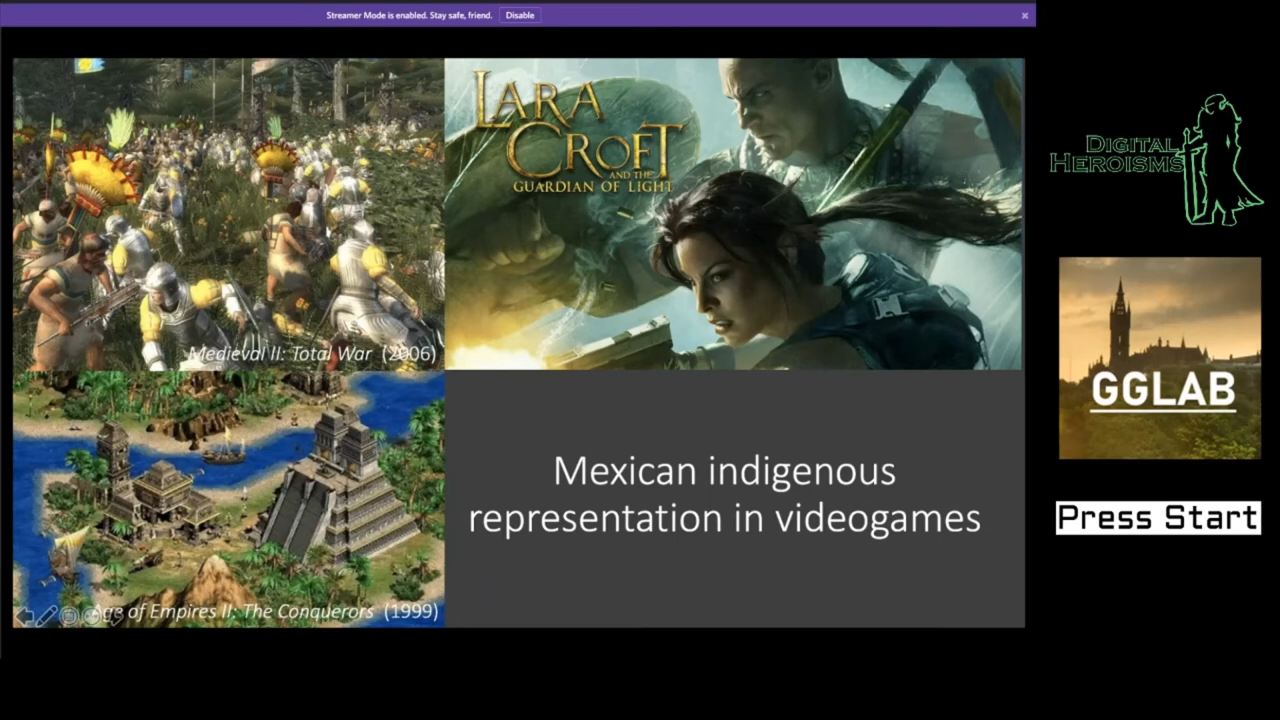 Streamer Mode is enabled. Stay safe, friend. Disable
LARA
CROFT
AND THE
GUARDIAN OF LIGHT
Medieval II: Total War (2006)
Mexican indigenous
representation in videogames
Age of Empires II: The Conquerors (1999)
DIGITAL
HEROISMS
GGLAB
Press Start